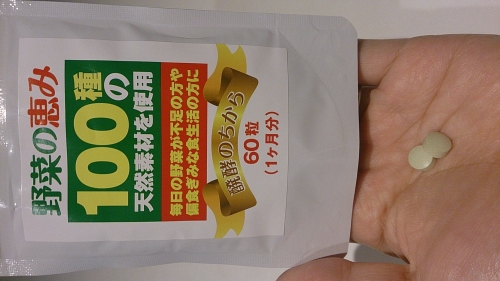 野菜の恵み
100種の
天然素材を使用
毎日の野菜が不足の方や
偏食ぎみな食生活の方に
醗酵のちから
60粒
(1ヶ月分)